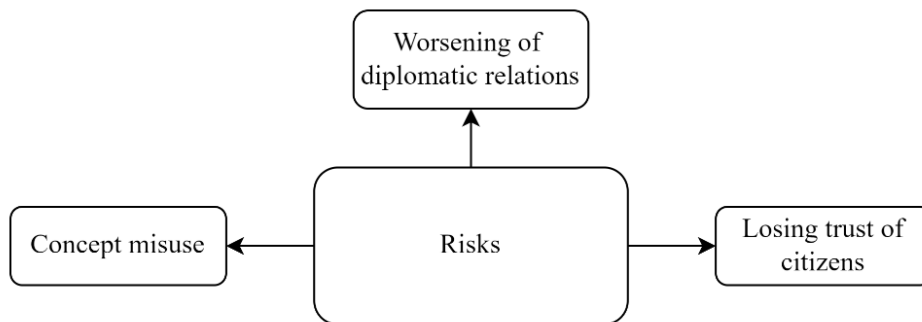 Worsening of
diplomatic relations
Concept misuse
Risks
Losing trust of
citizens